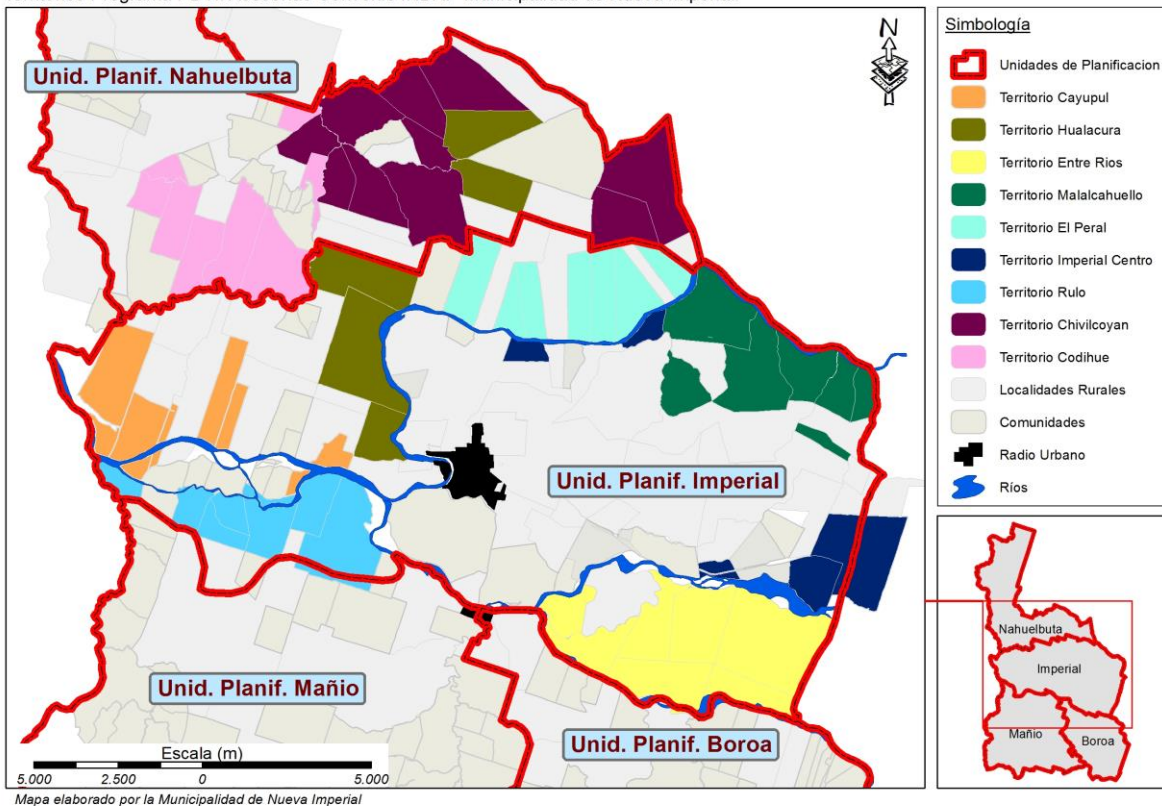 N
Unid. Planif. Nahuelbuta
Unid. Planif. Imperial
Unid. Planif. Mañio
Unid. Planif. Boroa
Escala (m)
5.000 2.500 0 5.000
Mapa elaborado por la Municipalidad de Nueva Imperial
Simbología
Unidades de Planificacion
Territorio Cayupul
Territorio Hualacura
Territorio Entre Rios
Territorio Malalcahuello
Territorio El Peral
Territorio Imperial Centro
Territorio Rulo
Territorio Chivilcoyan
Territorio Codihue
Localidades Rurales
Comunidades
Radio Urbano
Ríos
Nahuelbuta
Imperial
Mañio
Boroa